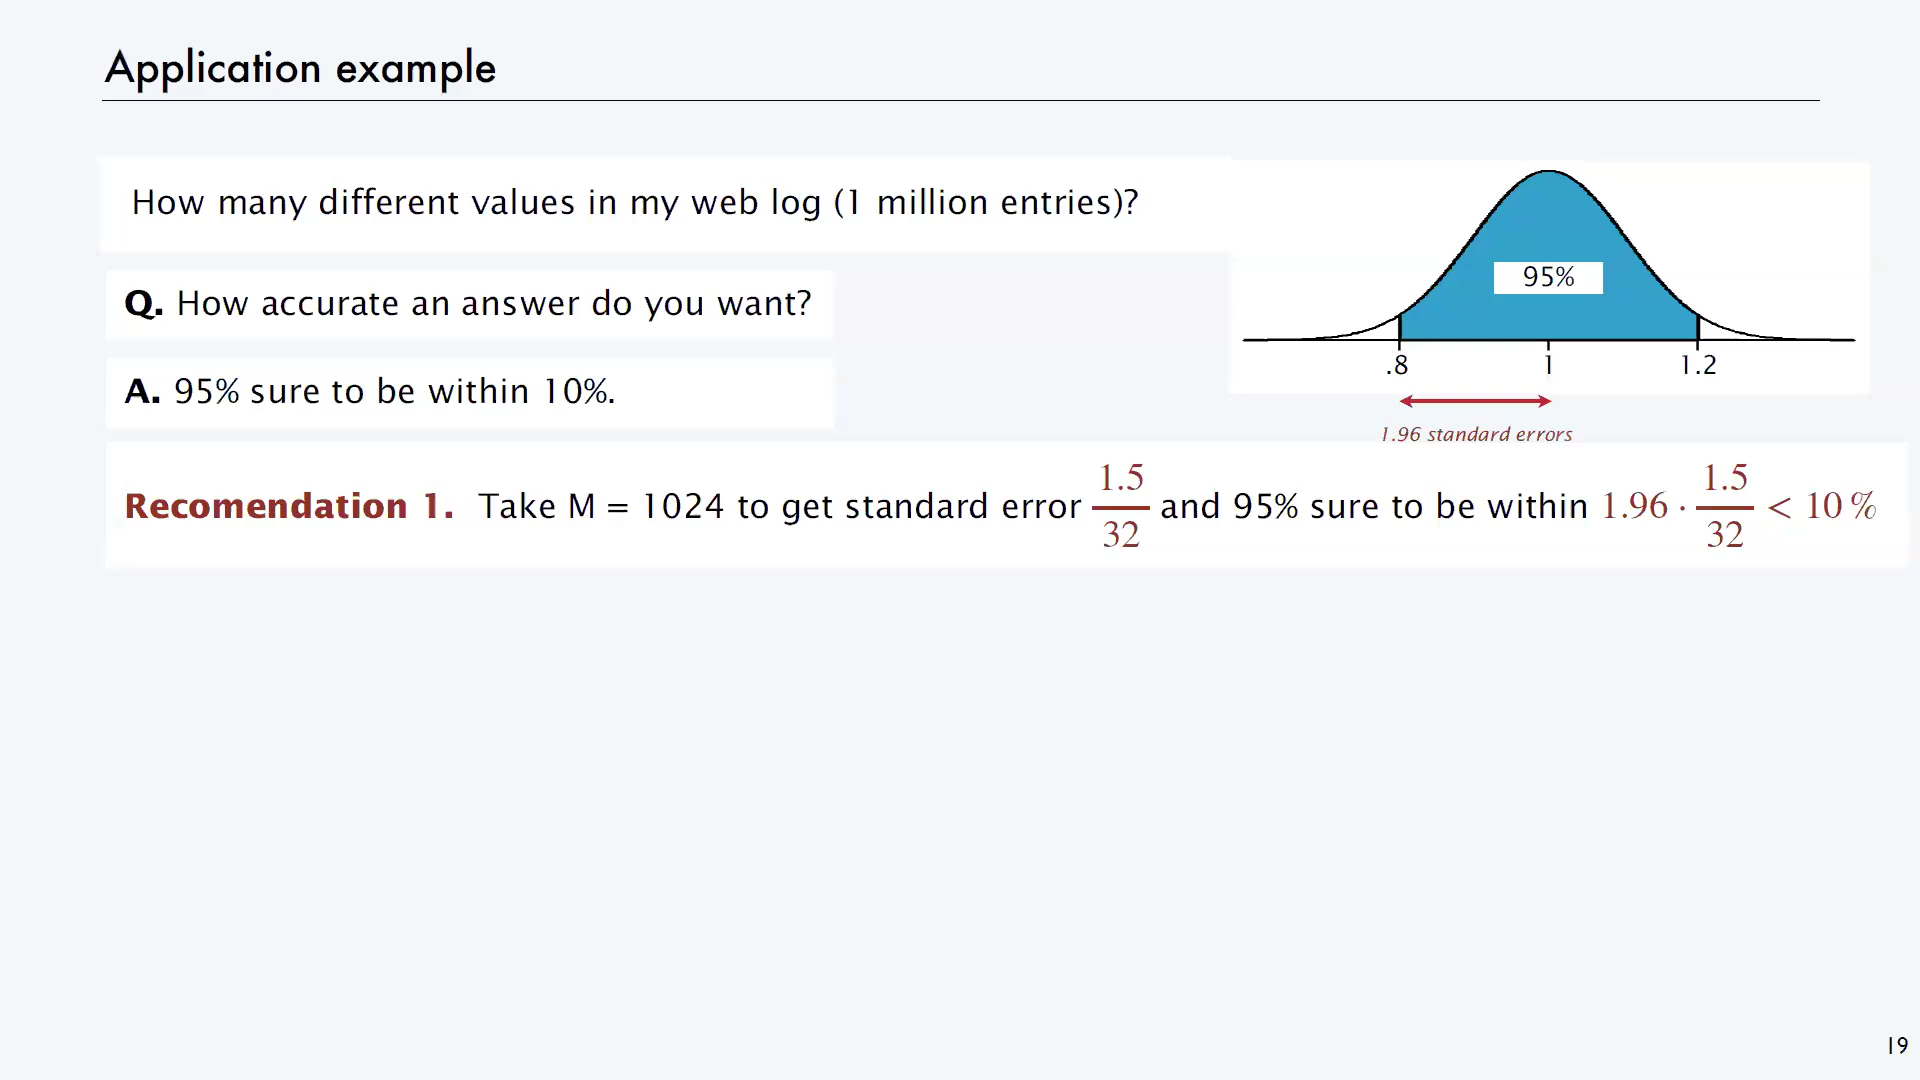 Application example
How many different values in my web log (1 million entries)?
95%
.8 1 1.2
1.96 standard errors
Q. How accurate an answer do you want?
A. 95% sure to be within 10%.
Recomendation 1. Take M = 1024 to get standard error 1.5/32 and 95% sure to be within 1.96 · 1.5/32 < 10 %
19